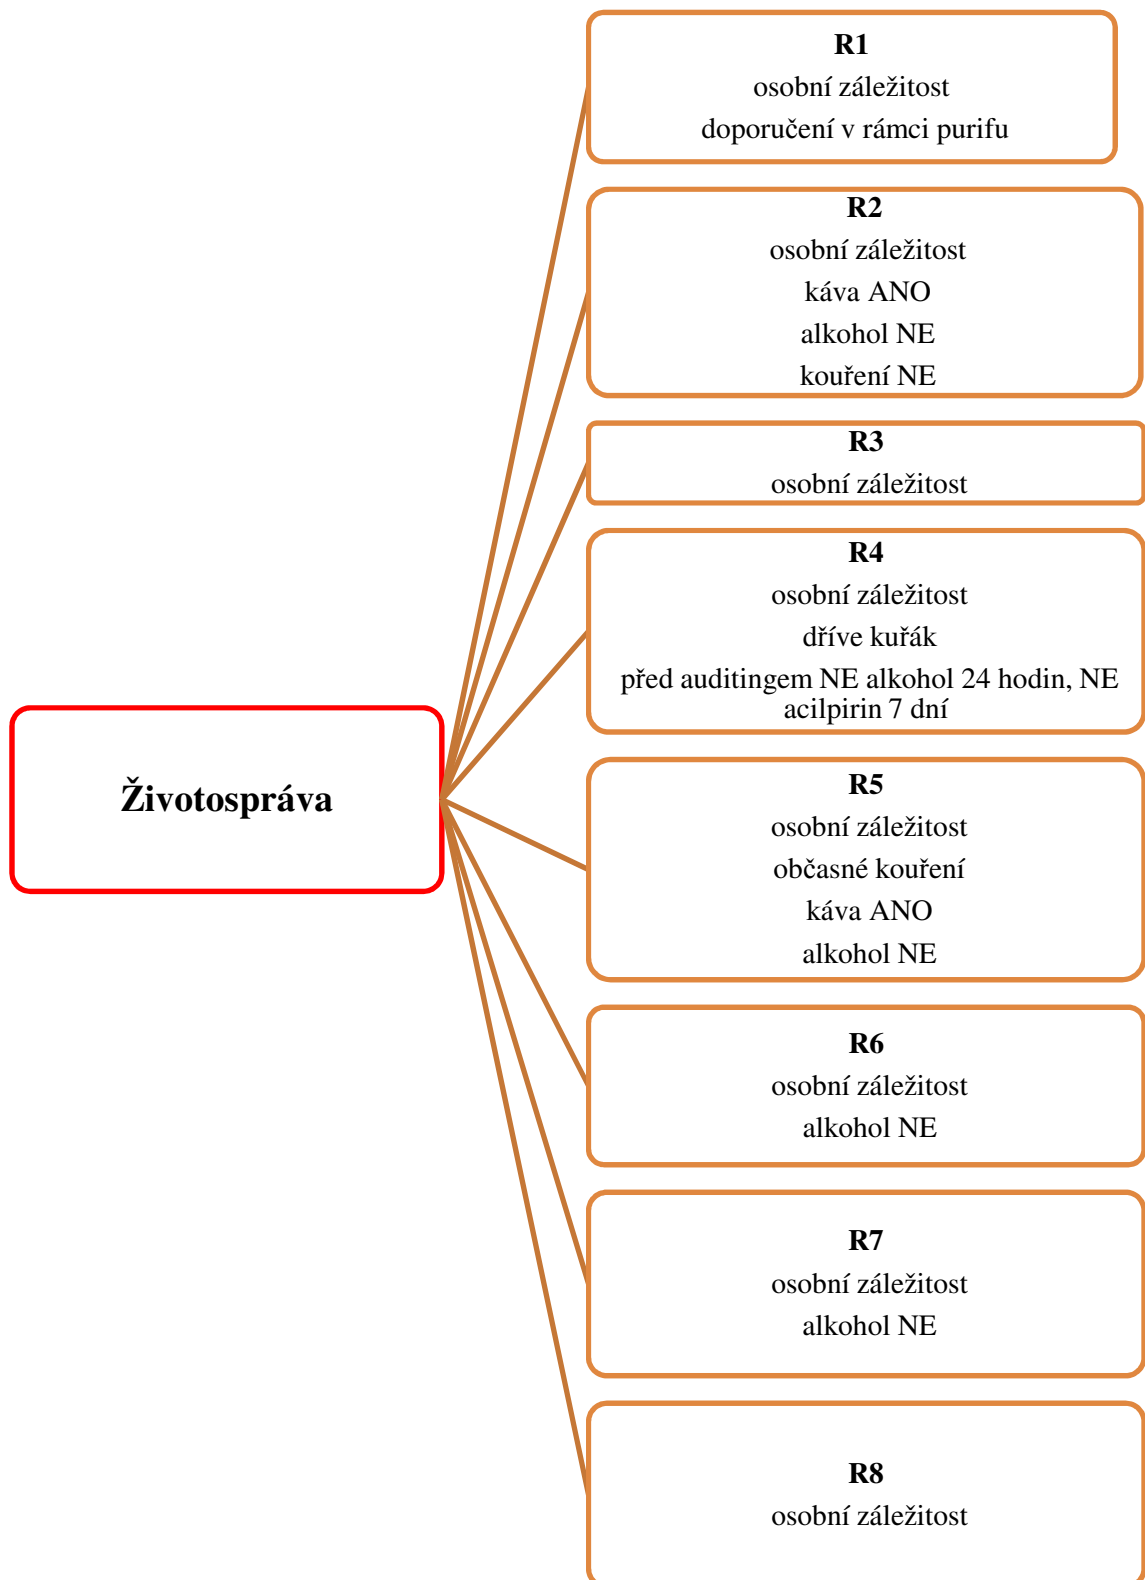 R1
osobní záležitost
doporučení v rámci purifu
R2
osobní záležitost
káva ANO
alkohol NE
kouření NE
R3
osobní záležitost
R4
osobní záležitost
dříve kuřák
před auditingem NE alkohol 24 hodin, NE
acilpirin 7 dní
Životospráva
R5
osobní záležitost
občasné kouření
káva ANO
alkohol NE
R6
osobní záležitost
alkohol NE
R7
osobní záležitost
alkohol NE
R8
osobní záležitost